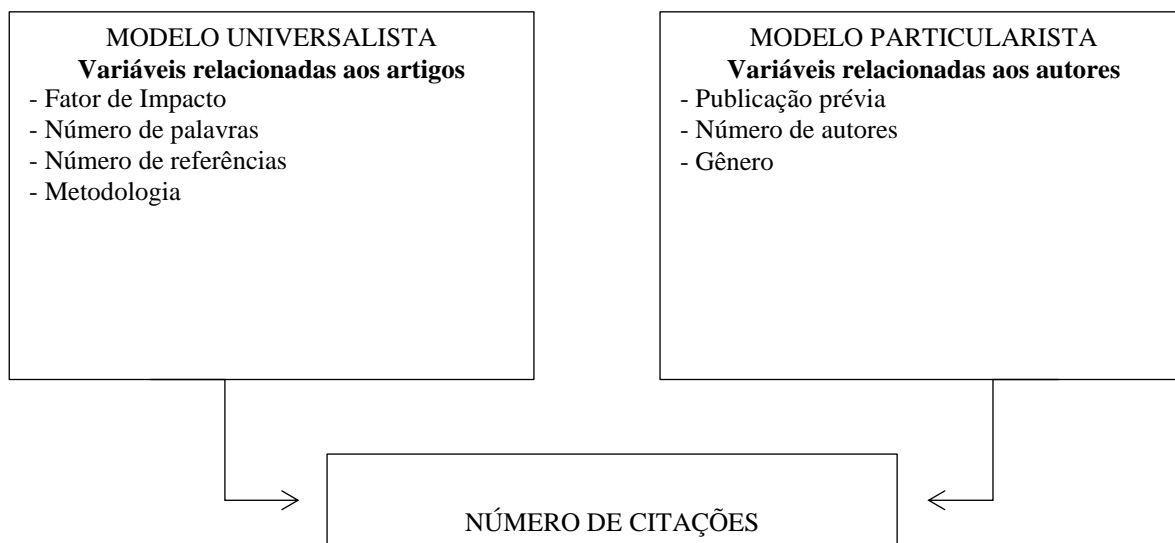 MODELO UNIVERSALISTA
Variáveis relacionadas aos artigos
- Fator de Impacto
- Número de palavras
- Número de referências
- Metodologia
MODELO PARTICULARISTA
Variáveis relacionadas aos autores
- Publicação prévia
- Número de autores
- Gênero
NÚMERO DE CITAÇÕES